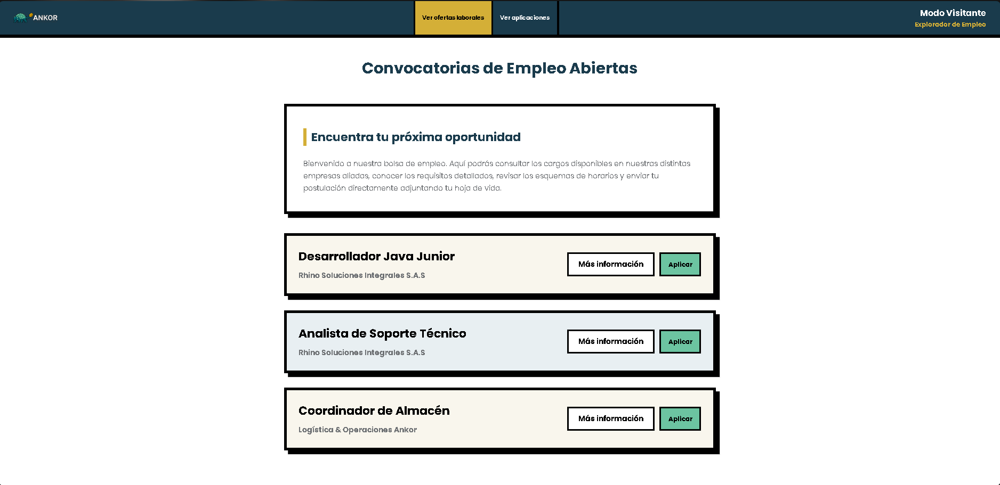 ANKOR
Ver ofertas laborales
Ver aplicaciones
Modo Visitante
Explorador de Empleo
Convocatorias de Empleo Abiertas
Encuentra tu próxima oportunidad
Bienvenido a nuestra bolsa de empleo. Aquí podrás consultar los cargos disponibles en nuestras distintas
empresas aliadas, conocer los requisitos detallados, revisar los esquemas de horarios y enviar tu
postulación directamente adjuntando tu hoja de vida.
Desarrollador Java Junior
Rhino Soluciones Integrales S.A.S
Más información
Aplicar
Analista de Soporte Técnico
Rhino Soluciones Integrales S.A.S
Más información
Aplicar
Coordinador de Almacén
Logística & Operaciones Ankor
Más información
Aplicar